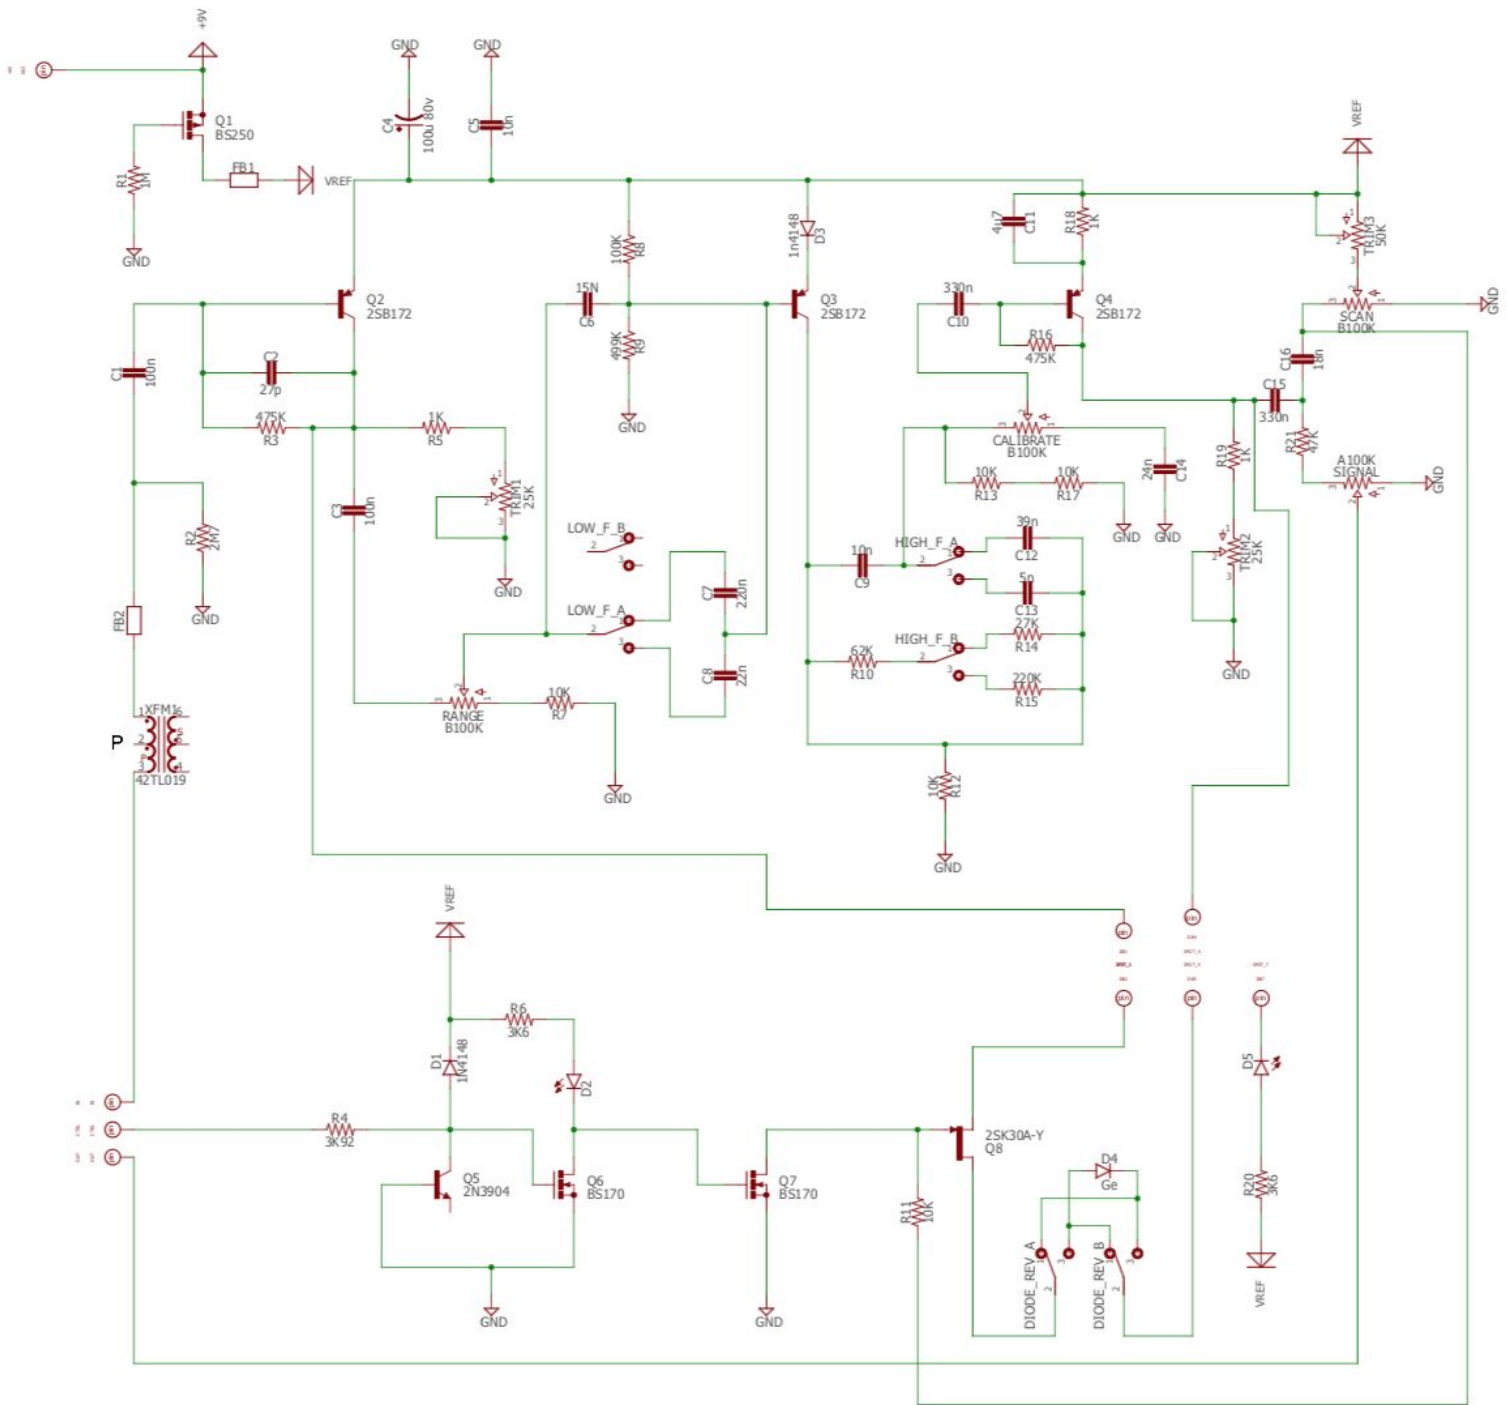 +9V
GND
GND
Q1
BS250
C4
100u 80v
C5
10n
VREF
R1
1M
FB1
VREF
GND
R8
100K
1n4148
D3
4u7
C11
R18
1K
TRIM3
50K
Q2
2SB172
15N
C6
Q3
2SB172
330n
C10
Q4
2SB172
SCAN
B100K
GND
R9
499K
R16
475K
C1
100n
C2
27p
C16
18n
C15
330n
475K
R3
1K
R5
GND
CALIBRATE
B100K
R19
1K
R21
47K
A100K
SIGNAL
GND
10K
R13
10K
R17
24n
C14
TRIM1
25K
C3
100n
R2
2M7
LOW_F_B
GND
GND
39n
C12
HIGH_F_A
10n
C9
TRIM2
25K
GND
GND
C7
220n
5n
C13
FB2
LOW_F_A
27K
R14
HIGH_F_B
62K
R10
220K
R15
GND
C8
22n
XFM1
P
42TL019
RANGE
B100K
10K
R7
GND
10K
R12
GND
VREF
pin
pin
pin
pin
pin
R6
3K6
D1
1N4148
D2
D5
R4
3K92
2SK30A-Y
Q8
Q5
2N3904
Q6
BS170
Q7
BS170
D4
Ge
R20
3K6
R11
10K
DIODE_REV_A
DIODE_REV_B
VREF
GND
GND